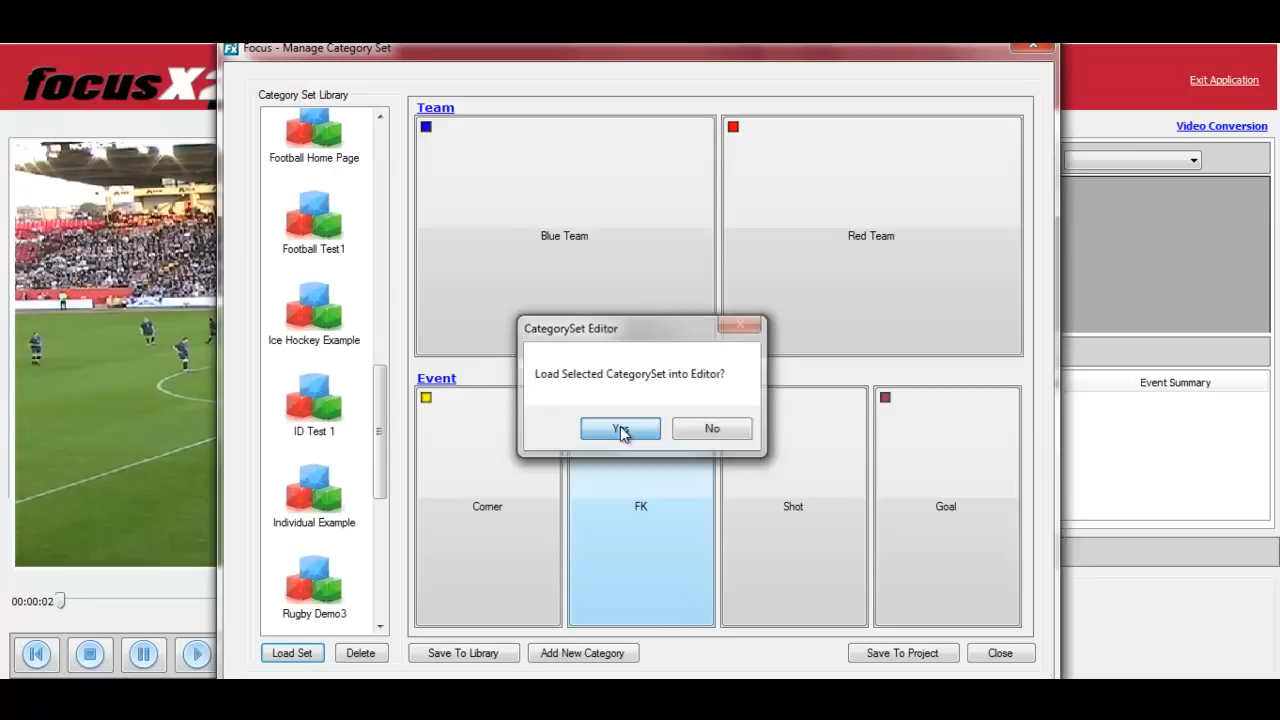 Focus - Manage Category Set
focusX2
Exit Application
Video Conversion
Category Set Library
Football Home Page
Football Test1
Ice Hockey Example
ID Test 1
Individual Example
Rugby Demo3
Team
Blue Team
Red Team
CategorySet Editor
Load Selected CategorySet into Editor?
Yes
No
Event
Corner
FK
Shot
Goal
Event Summary
00:00:02
Load Set
Delete
Save To Library
Add New Category
Save To Project
Close